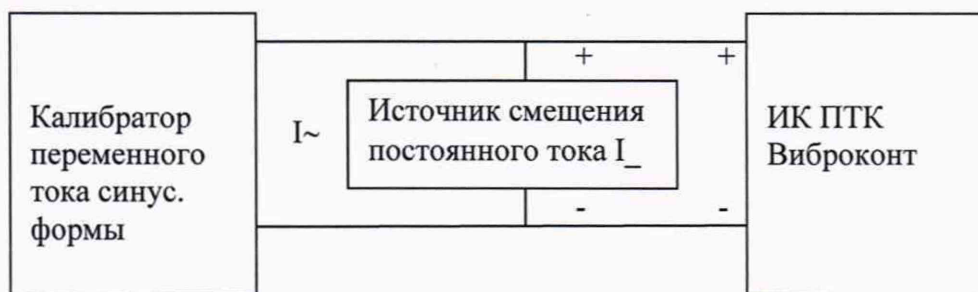 Калибратор
переменного
тока синус.
формы
I~
+ +
Источник смещения
постоянного тока I_
- -
ИК ПТК
Виброконт